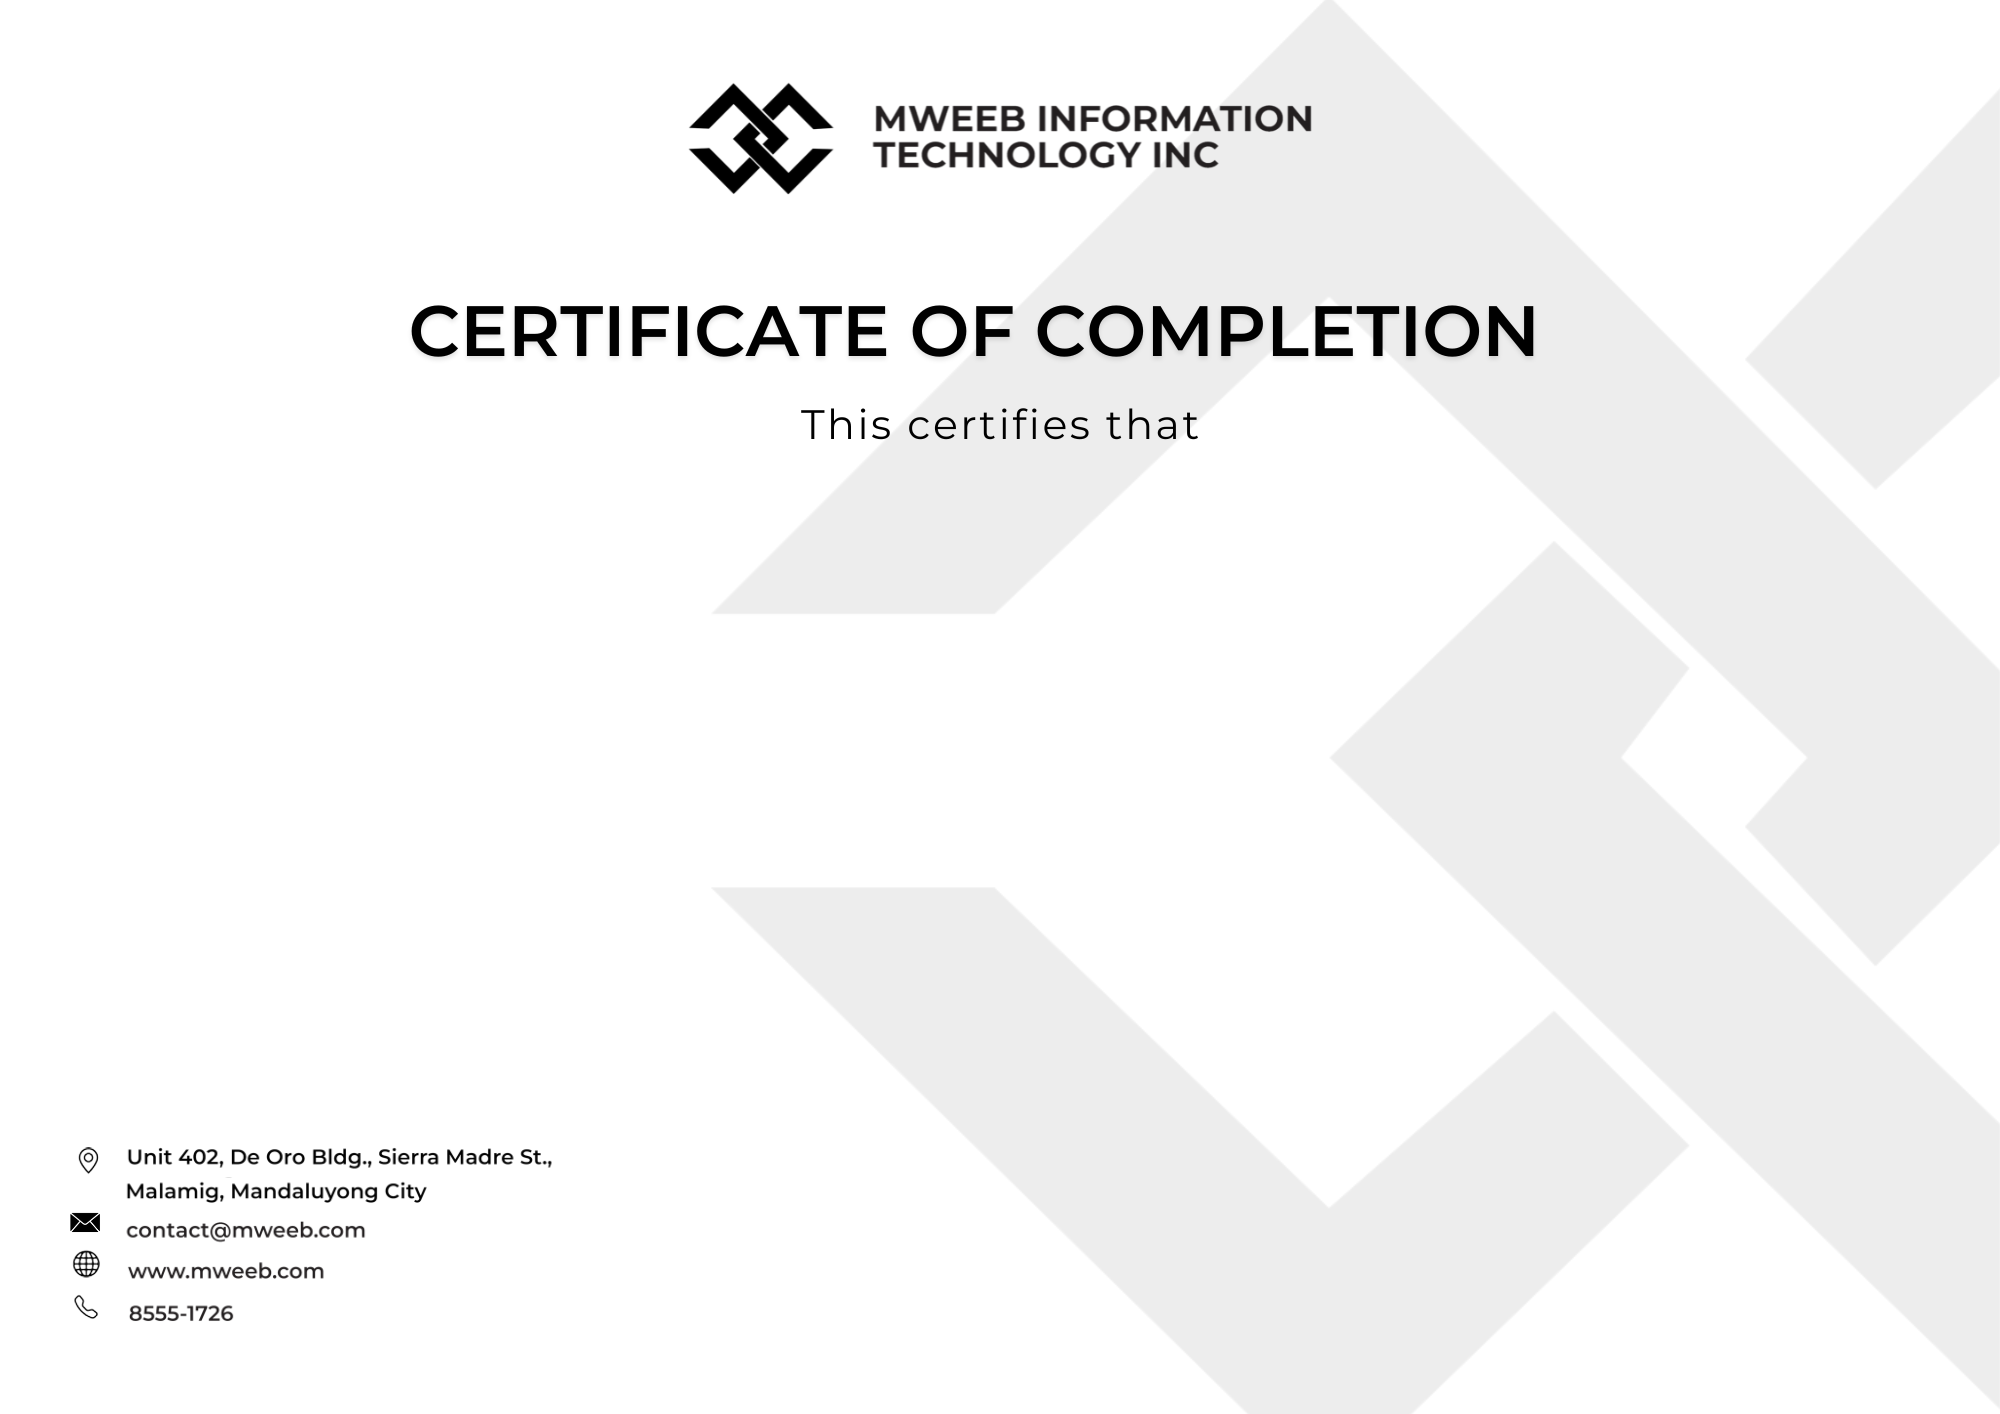 MWEEB INFORMATION
TECHNOLOGY INC
CERTIFICATE OF COMPLETION
This certifies that
Unit 402, De Oro Bldg., Sierra Madre St.,
Malamig, Mandaluyong City
contact@mweeb.com
www.mweeb.com
8555-1726